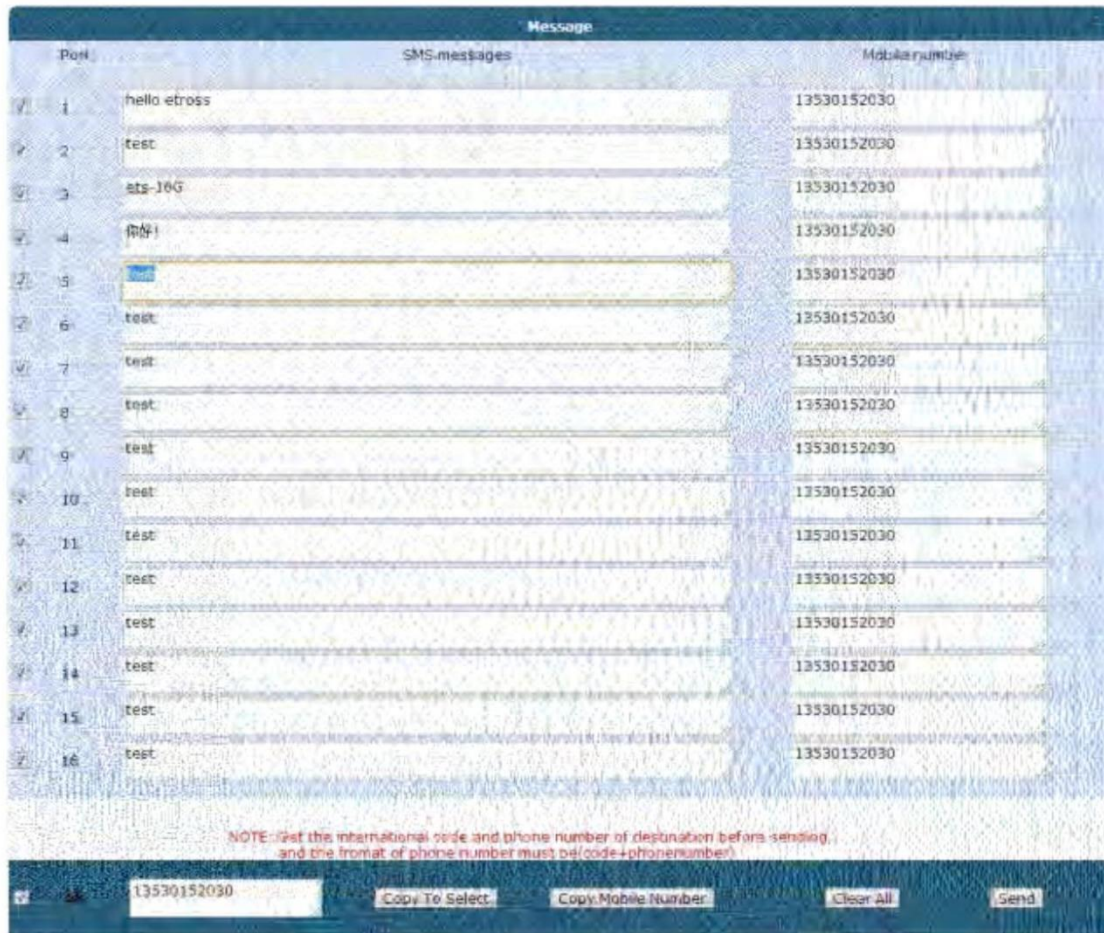 Message
Port SMS-messages Mobile number
1 hello etross 13530152030
2 test 13530152030
3 ets-16G 13530152030
4 13530152030
5 test 13530152030
6 test 13530152030
7 test 13530152030
8 test 13530152030
9 test 13530152030
10 test 13530152030
11 test 13530152030
12 test 13530152030
13 test 13530152030
14 test 13530152030
15 test 13530152030
16 test 13530152030
NOTE: Get the international code and phone number of destination before sending,
and the fromat of phone number must be(code+phonenumber)
13530152030 Copy To Select Copy Mobile Number Clear All Send